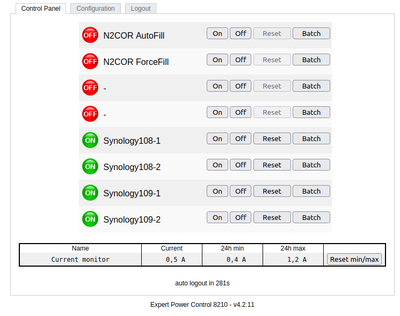 Control Panel Configuration Logout
OFF N2COR AutoFill On Off Reset Batch
OFF N2COR ForceFill On Off Reset Batch
OFF - On Off Reset Batch
OFF - On Off Reset Batch
ON Synology108-1 On Off Reset Batch
ON Synology108-2 On Off Reset Batch
ON Synology109-1 On Off Reset Batch
ON Synology109-2 On Off Reset Batch
Name Current 24h min 24h max
Current monitor 0,5 A 0,4 A 1,2 A Reset min/max
auto logout in 281s
Expert Power Control 8210 - v4.2.11